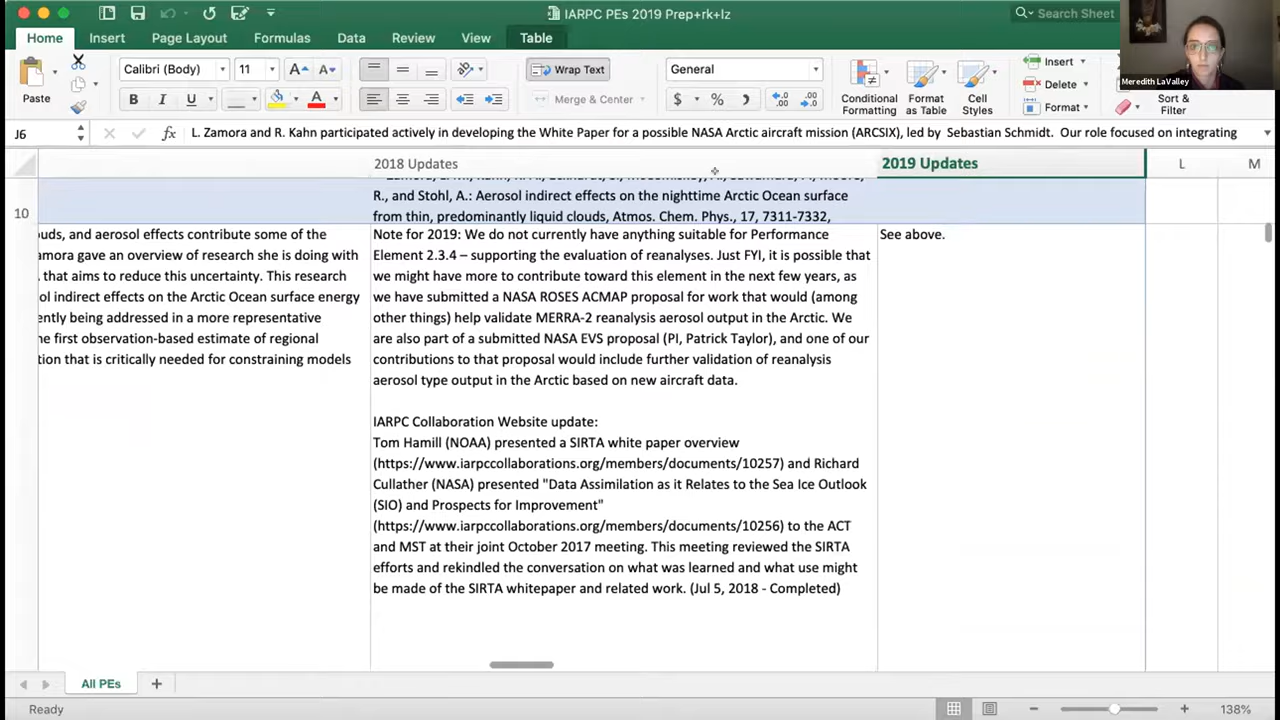 IARPC PEs 2019 Prep+rk+lz
Search Sheet
Home Insert Page Layout Formulas Data Review View Table
Meredith LaValley
Paste
Calibri (Body) 11
Wrap Text
General
Merge & Center
B I U A
$ %
Conditional Formatting
Format as Table
Cell Styles
Insert
Delete
Format
Sort & Filter
J6 fx L. Zamora and R. Kahn participated actively in developing the White Paper for a possible NASA Arctic aircraft mission (ARCSIX), led by Sebastian Schmidt. Our role focused on integrating
2018 Updates 2019 Updates L M
10
R., and Stohl, A.: Aerosol indirect effects on the nighttime Arctic Ocean surface
from thin, predominantly liquid clouds, Atmos. Chem. Phys., 17, 7311-7332,
and aerosol effects contribute some of the
gave an overview of research she is doing with
that aims to reduce this uncertainty. This research
indirect effects on the Arctic Ocean surface energy
being addressed in a more representative
first observation-based estimate of regional
that is critically needed for constraining models
Note for 2019: We do not currently have anything suitable for Performance
Element 2.3.4 – supporting the evaluation of reanalyses. Just FYI, it is possible that
we might have more to contribute toward this element in the next few years, as
we have submitted a NASA ROSES ACMAP proposal for work that would (among
other things) help validate MERRA-2 reanalysis aerosol output in the Arctic. We
are also part of a submitted NASA EVS proposal (PI, Patrick Taylor), and one of our
contributions to that proposal would include further validation of reanalysis
aerosol type output in the Arctic based on new aircraft data.
IARPC Collaboration Website update:
Tom Hamill (NOAA) presented a SIRTA white paper overview
(https://www.iarpccollaborations.org/members/documents/10257) and Richard
Cullather (NASA) presented "Data Assimilation as it Relates to the Sea Ice Outlook
(SIO) and Prospects for Improvement"
(https://www.iarpccollaborations.org/members/documents/10256) to the ACT
and MST at their joint October 2017 meeting. This meeting reviewed the SIRTA
efforts and rekindled the conversation on what was learned and what use might
be made of the SIRTA whitepaper and related work. (Jul 5, 2018 - Completed)
See above.
All PEs
Ready
138%